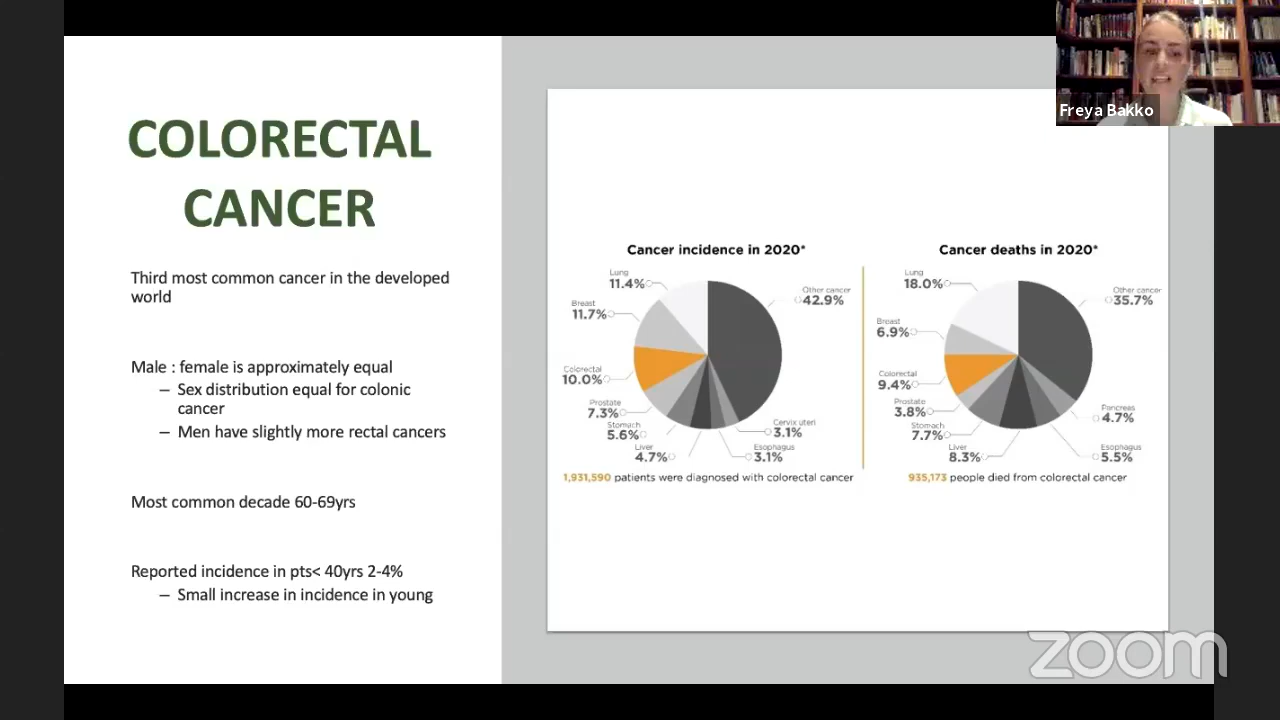 COLORECTAL
CANCER
Third most common cancer in the developed
world
Male : female is approximately equal
– Sex distribution equal for colonic
cancer
– Men have slightly more rectal cancers
Most common decade 60-69yrs
Reported incidence in pts< 40yrs 2-4%
– Small increase in incidence in young
Cancer incidence in 2020*
Lung
11.4%
Other cancer
42.9%
Breast
11.7%
Colorectal
10.0%
Prostate
7.3%
Stomach
5.6%
Liver
4.7%
Cervix uteri
3.1%
Esophagus
3.1%
1,931,590 patients were diagnosed with colorectal cancer
Cancer deaths in 2020*
Lung
18.0%
Other cancer
35.7%
Breast
6.9%
Colorectal
9.4%
Prostate
3.8%
Stomach
7.7%
Liver
8.3%
Pancreas
4.7%
Esophagus
5.5%
935,173 people died from colorectal cancer
Freya Bakko
zoom